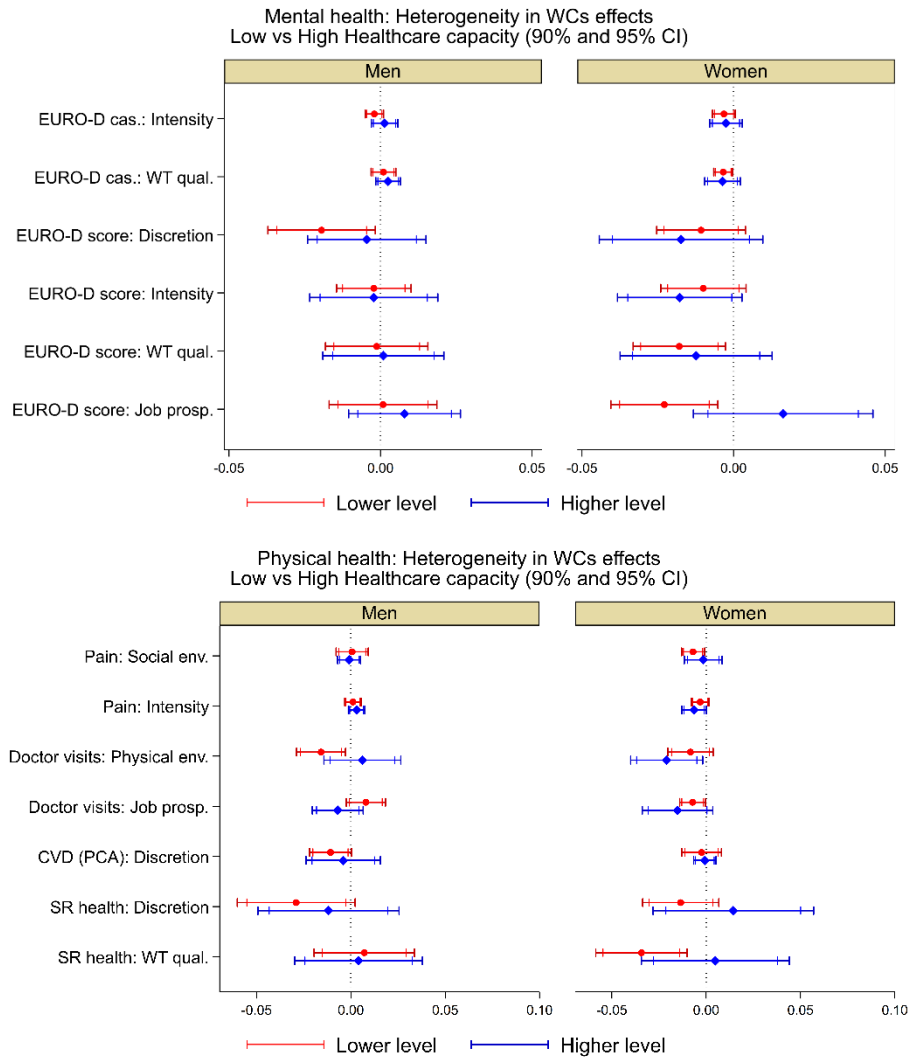 Mental health: Heterogeneity in WCs effects
Low vs High Healthcare capacity (90% and 95% CI)
Men
Women
EURO-D cas.: Intensity
EURO-D cas.: WT qual.
EURO-D score: Discretion
EURO-D score: Intensity
EURO-D score: WT qual.
EURO-D score: Job prosp.
-0.05 0.00 0.05
-0.05 0.00 0.05
Lower level
Higher level
Physical health: Heterogeneity in WCs effects
Low vs High Healthcare capacity (90% and 95% CI)
Men
Women
Pain: Social env.
Pain: Intensity
Doctor visits: Physical env.
Doctor visits: Job prosp.
CVD (PCA): Discretion
SR health: Discretion
SR health: WT qual.
-0.05 0.00 0.05 0.10
-0.05 0.00 0.05 0.10
Lower level
Higher level